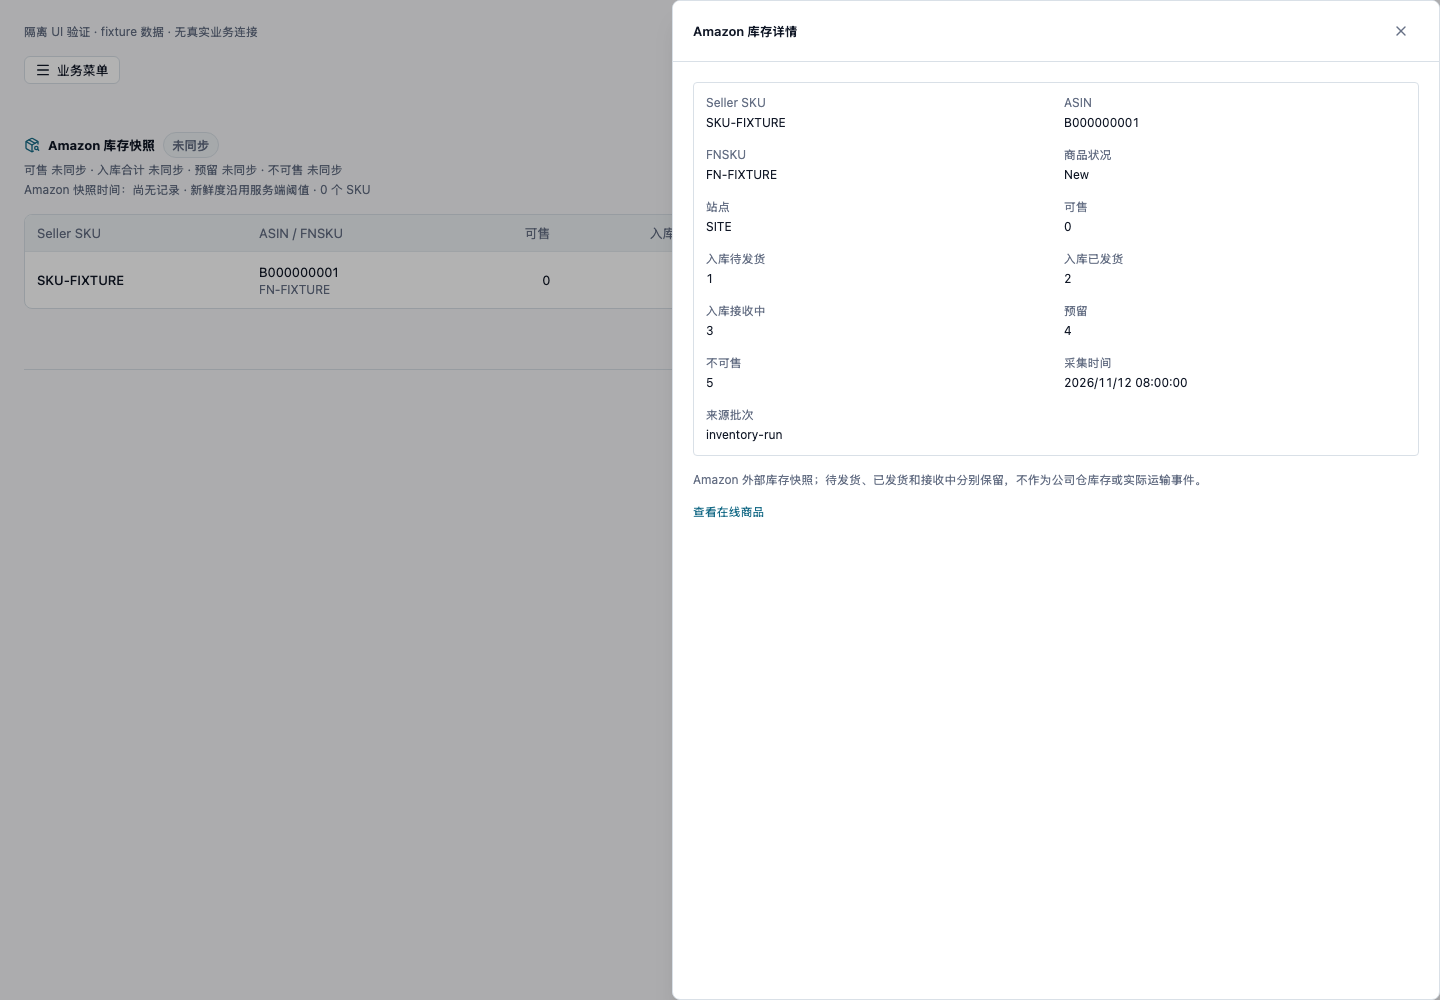 隔离 UI 验证 · fixture 数据 · 无真实业务连接
业务菜单
Amazon 库存快照 未同步
可售 未同步 · 入库合计 未同步 · 预留 未同步 · 不可售 未同步
Amazon 快照时间：尚无记录 · 新鲜度沿用服务端阈值 · 0 个 SKU
Seller SKU ASIN / FNSKU 可售 入库
SKU-FIXTURE B000000001 0
FN-FIXTURE
Amazon 库存详情
Seller SKU ASIN
SKU-FIXTURE B000000001
FNSKU 商品状况
FN-FIXTURE New
站点 可售
SITE 0
入库待发货 入库已发货
1 2
入库接收中 预留
3 4
不可售 采集时间
5 2026/11/12 08:00:00
来源批次
inventory-run
Amazon 外部库存快照；待发货、已发货和接收中分别保留，不作为公司仓库存或实际运输事件。
查看在线商品